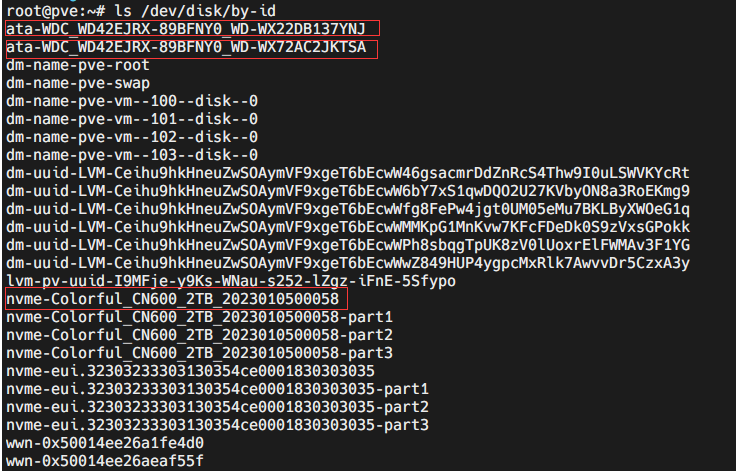 root@pve:~# ls /dev/disk/by-id
ata-WDC_WD42EJRX-89BFNY0_WD-WX22DB137YNJ
ata-WDC_WD42EJRX-89BFNY0_WD-WX72AC2JKTSA
dm-name-pve-root
dm-name-pve-swap
dm-name-pve-vm--100--disk--0
dm-name-pve-vm--101--disk--0
dm-name-pve-vm--102--disk--0
dm-name-pve-vm--103--disk--0
dm-uuid-LVM-Ceihu9hkHneuZwSOAymVF9xgeT6bEcwW46gsacmrDdZnRcS4Thw9I0uLSWVKYcRt
dm-uuid-LVM-Ceihu9hkHneuZwSOAymVF9xgeT6bEcwW6bY7xS1qwDQO2U27KVbyON8a3RoEKmg9
dm-uuid-LVM-Ceihu9hkHneuZwSOAymVF9xgeT6bEcwWfg8FePw4jgt0UM05eMu7BKLByXWOeG1q
dm-uuid-LVM-Ceihu9hkHneuZwSOAymVF9xgeT6bEcwWMMKpG1MnKvw7KFcFDeDk0S9zVxsGPokk
dm-uuid-LVM-Ceihu9hkHneuZwSOAymVF9xgeT6bEcwWPh8sbqgTpUK8zV0lUoxrElFWMAv3F1YG
dm-uuid-LVM-Ceihu9hkHneuZwSOAymVF9xgeT6bEcwWwZ849HUP4ygpcMxRlk7AwvvDr5CzxA3y
lvm-pv-uuid-I9MFje-y9Ks-WNau-s252-lZgz-iFnE-5Sfypo
nvme-Colorful_CN600_2TB_2023010500058
nvme-Colorful_CN600_2TB_2023010500058-part1
nvme-Colorful_CN600_2TB_2023010500058-part2
nvme-Colorful_CN600_2TB_2023010500058-part3
nvme-eui.32303233303130354ce0001830303035
nvme-eui.32303233303130354ce0001830303035-part1
nvme-eui.32303233303130354ce0001830303035-part2
nvme-eui.32303233303130354ce0001830303035-part3
wwn-0x50014ee26a1fe4d0
wwn-0x50014ee26aeaf55f